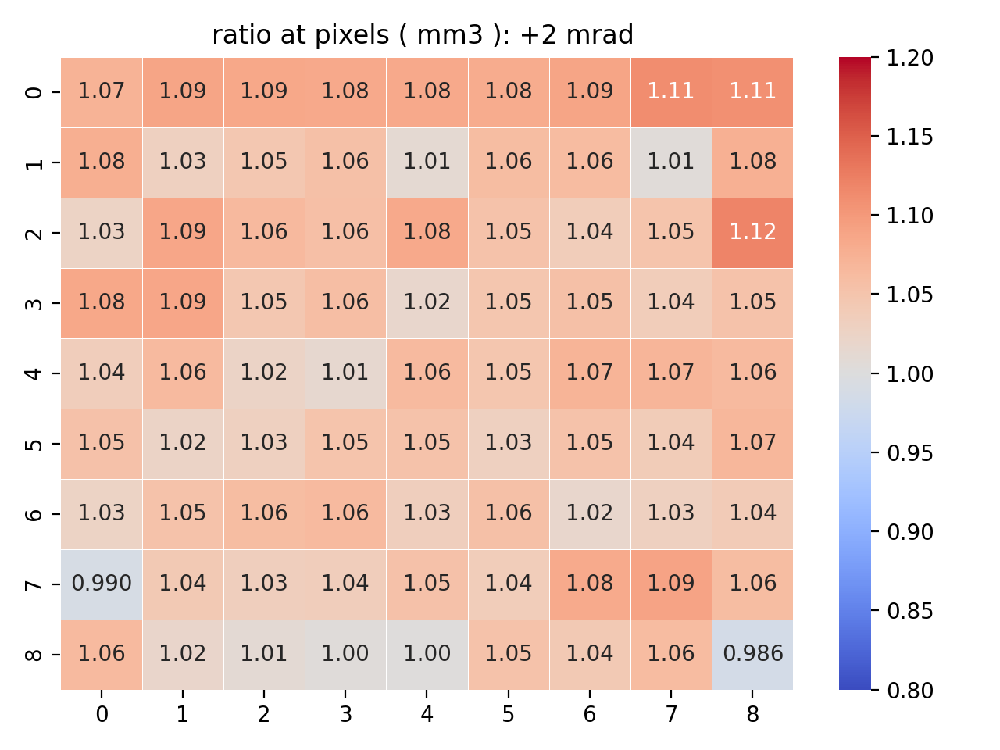 ratio at pixels ( mm3 ): +2 mrad
0 1.07 1.09 1.09 1.08 1.08 1.08 1.09 1.11 1.11
1 1.08 1.03 1.05 1.06 1.01 1.06 1.06 1.01 1.08
2 1.03 1.09 1.06 1.06 1.08 1.05 1.04 1.05 1.12
3 1.08 1.09 1.05 1.06 1.02 1.05 1.05 1.04 1.05
4 1.04 1.06 1.02 1.01 1.06 1.05 1.07 1.07 1.06
5 1.05 1.02 1.03 1.05 1.05 1.03 1.05 1.04 1.07
6 1.03 1.05 1.06 1.06 1.03 1.06 1.02 1.03 1.04
7 0.990 1.04 1.03 1.04 1.05 1.04 1.08 1.09 1.06
8 1.06 1.02 1.01 1.00 1.00 1.05 1.04 1.06 0.986
0 1 2 3 4 5 6 7 8
1.20
1.15
1.10
1.05
1.00
0.95
0.90
0.85
0.80